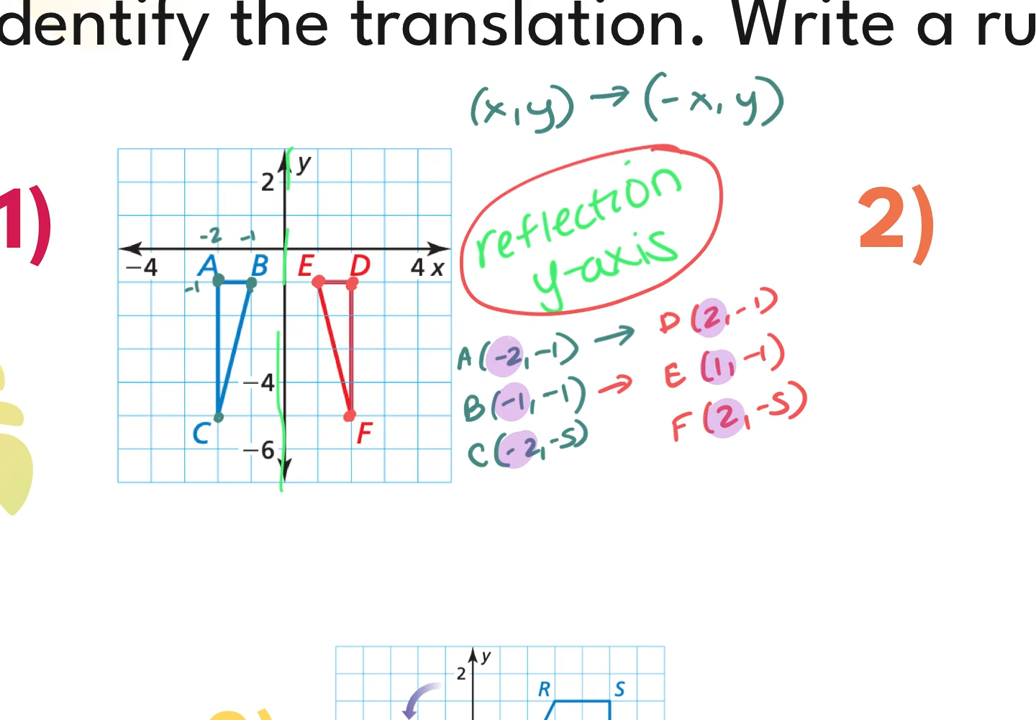 dentify the translation. Write a ru
(x,y) → (-x, y)
1)
2)
reflection
y-axis
y
2
-2 -1
−4 A B E D 4 x
-1
−4
C F
−6
A(-2,-1) → D(2,-1)
B(-1,-1) → E(1,-1)
C(-2,-5) F(2,-5)
y
2
R S